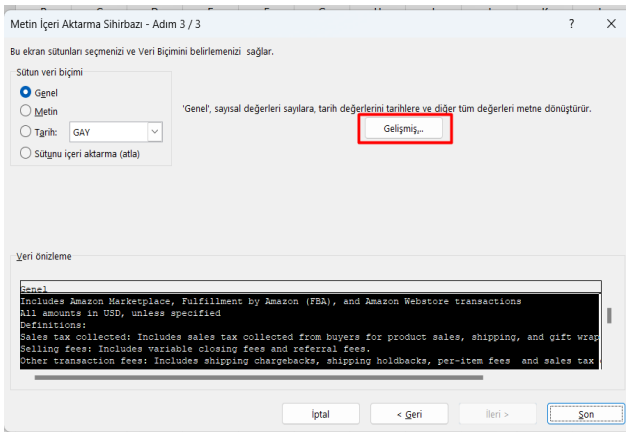 Metin İçeri Aktarma Sihirbazı - Adım 3 / 3 ? X
Bu ekran sütunları seçmenizi ve Veri Biçimini belirlemenizi sağlar.
Sütun veri biçimi
Genel
Metin
Tarih: GAY
Sütunu içeri aktarma (atla)
'Genel', sayısal değerleri sayılara, tarih değerlerini tarihlere ve diğer tüm değerleri metne dönüştürür.
Gelişmiş...
Veri önizleme
Genel
Includes Amazon Marketplace, Fulfillment by Amazon (FBA), and Amazon Webstore transactions
All amounts in USD, unless specified
Definitions:
Sales tax collected: Includes sales tax collected from buyers for product sales, shipping, and gift wrap
Selling fees: Includes variable closing fees and referral fees.
Other transaction fees: Includes shipping chargebacks, shipping holdbacks, per-item fees and sales tax
İptal < Geri İleri > Son